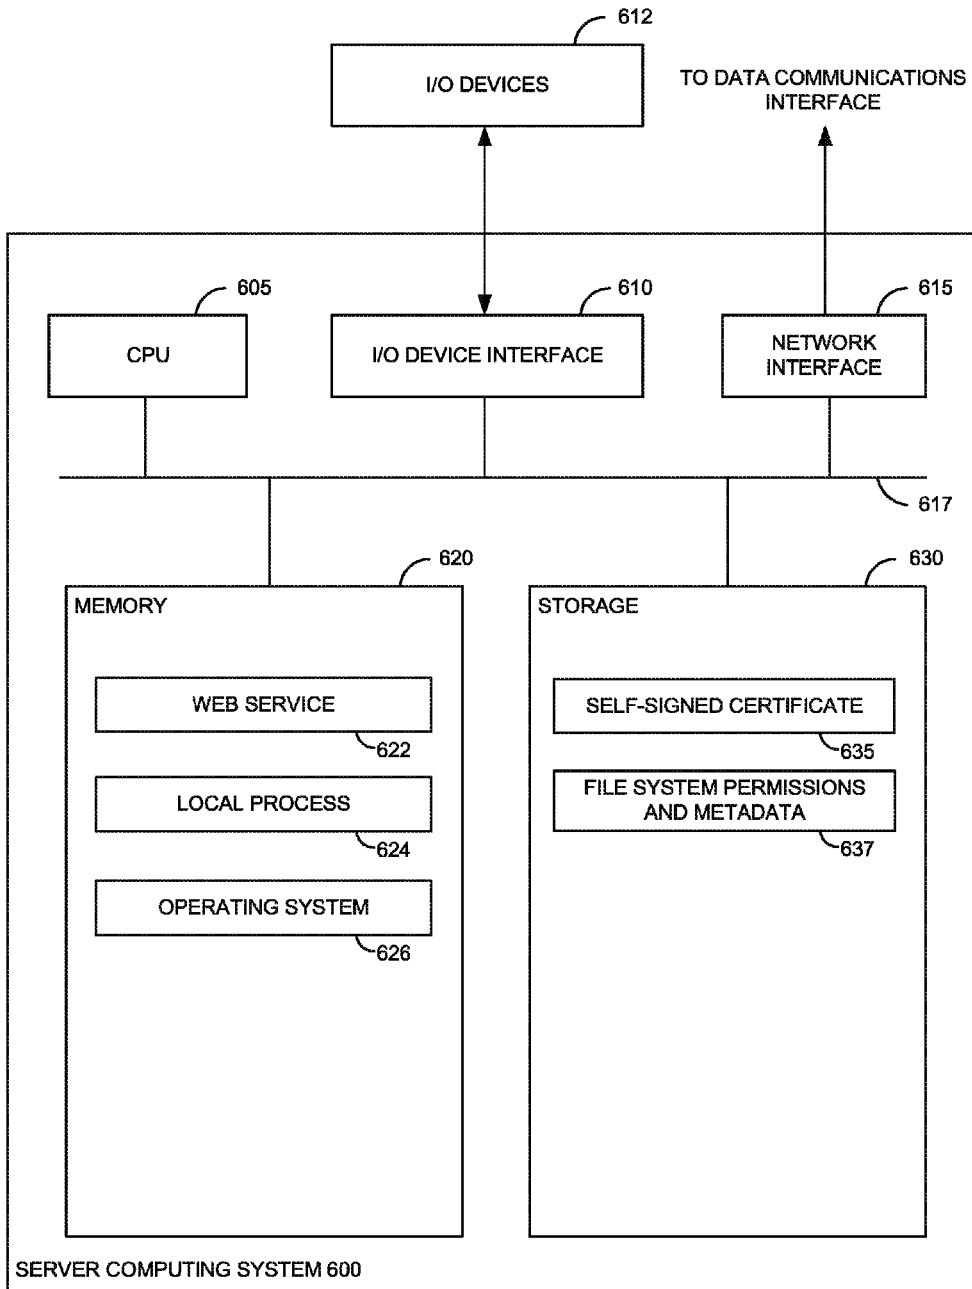 612
I/O DEVICES
TO DATA COMMUNICATIONS
INTERFACE
605
610
615
CPU
I/O DEVICE INTERFACE
NETWORK
INTERFACE
617
620
630
MEMORY
STORAGE
WEB SERVICE
622
LOCAL PROCESS
624
OPERATING SYSTEM
626
SELF-SIGNED CERTIFICATE
635
FILE SYSTEM PERMISSIONS
AND METADATA
637
SERVER COMPUTING SYSTEM 600